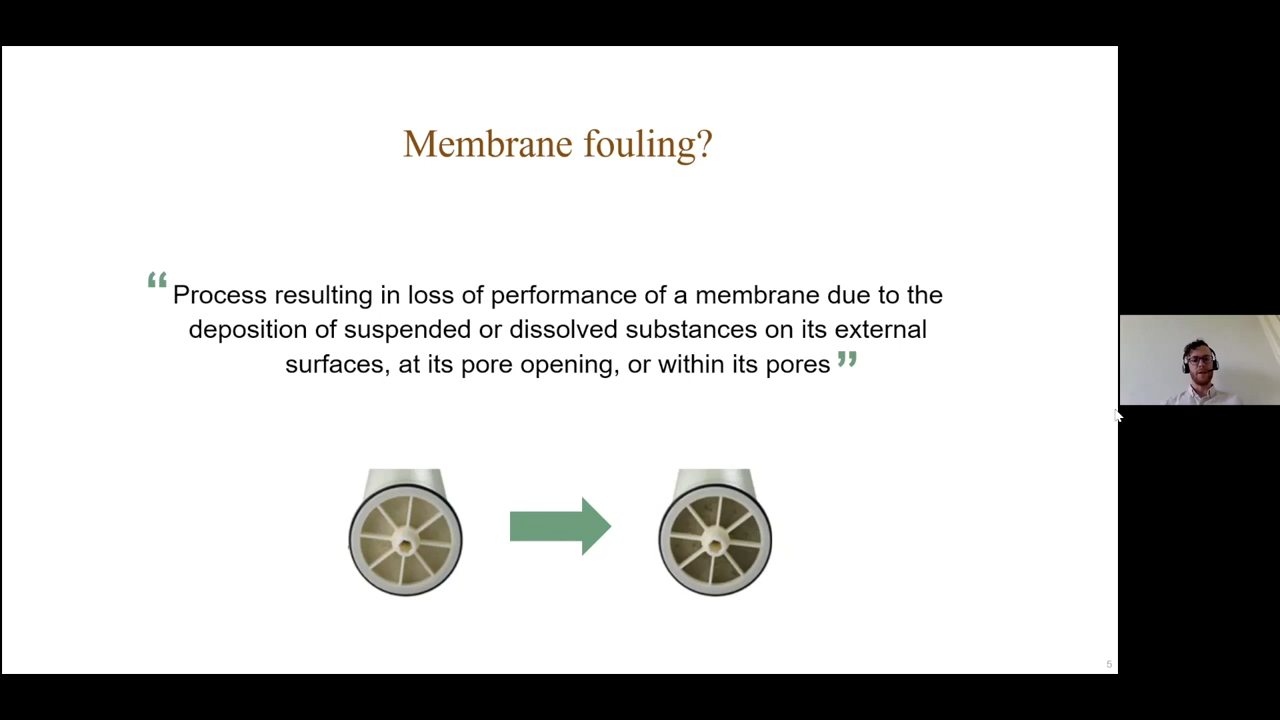 Membrane fouling?
“Process resulting in loss of performance of a membrane due to the
deposition of suspended or dissolved substances on its external
surfaces, at its pore opening, or within its pores”
5